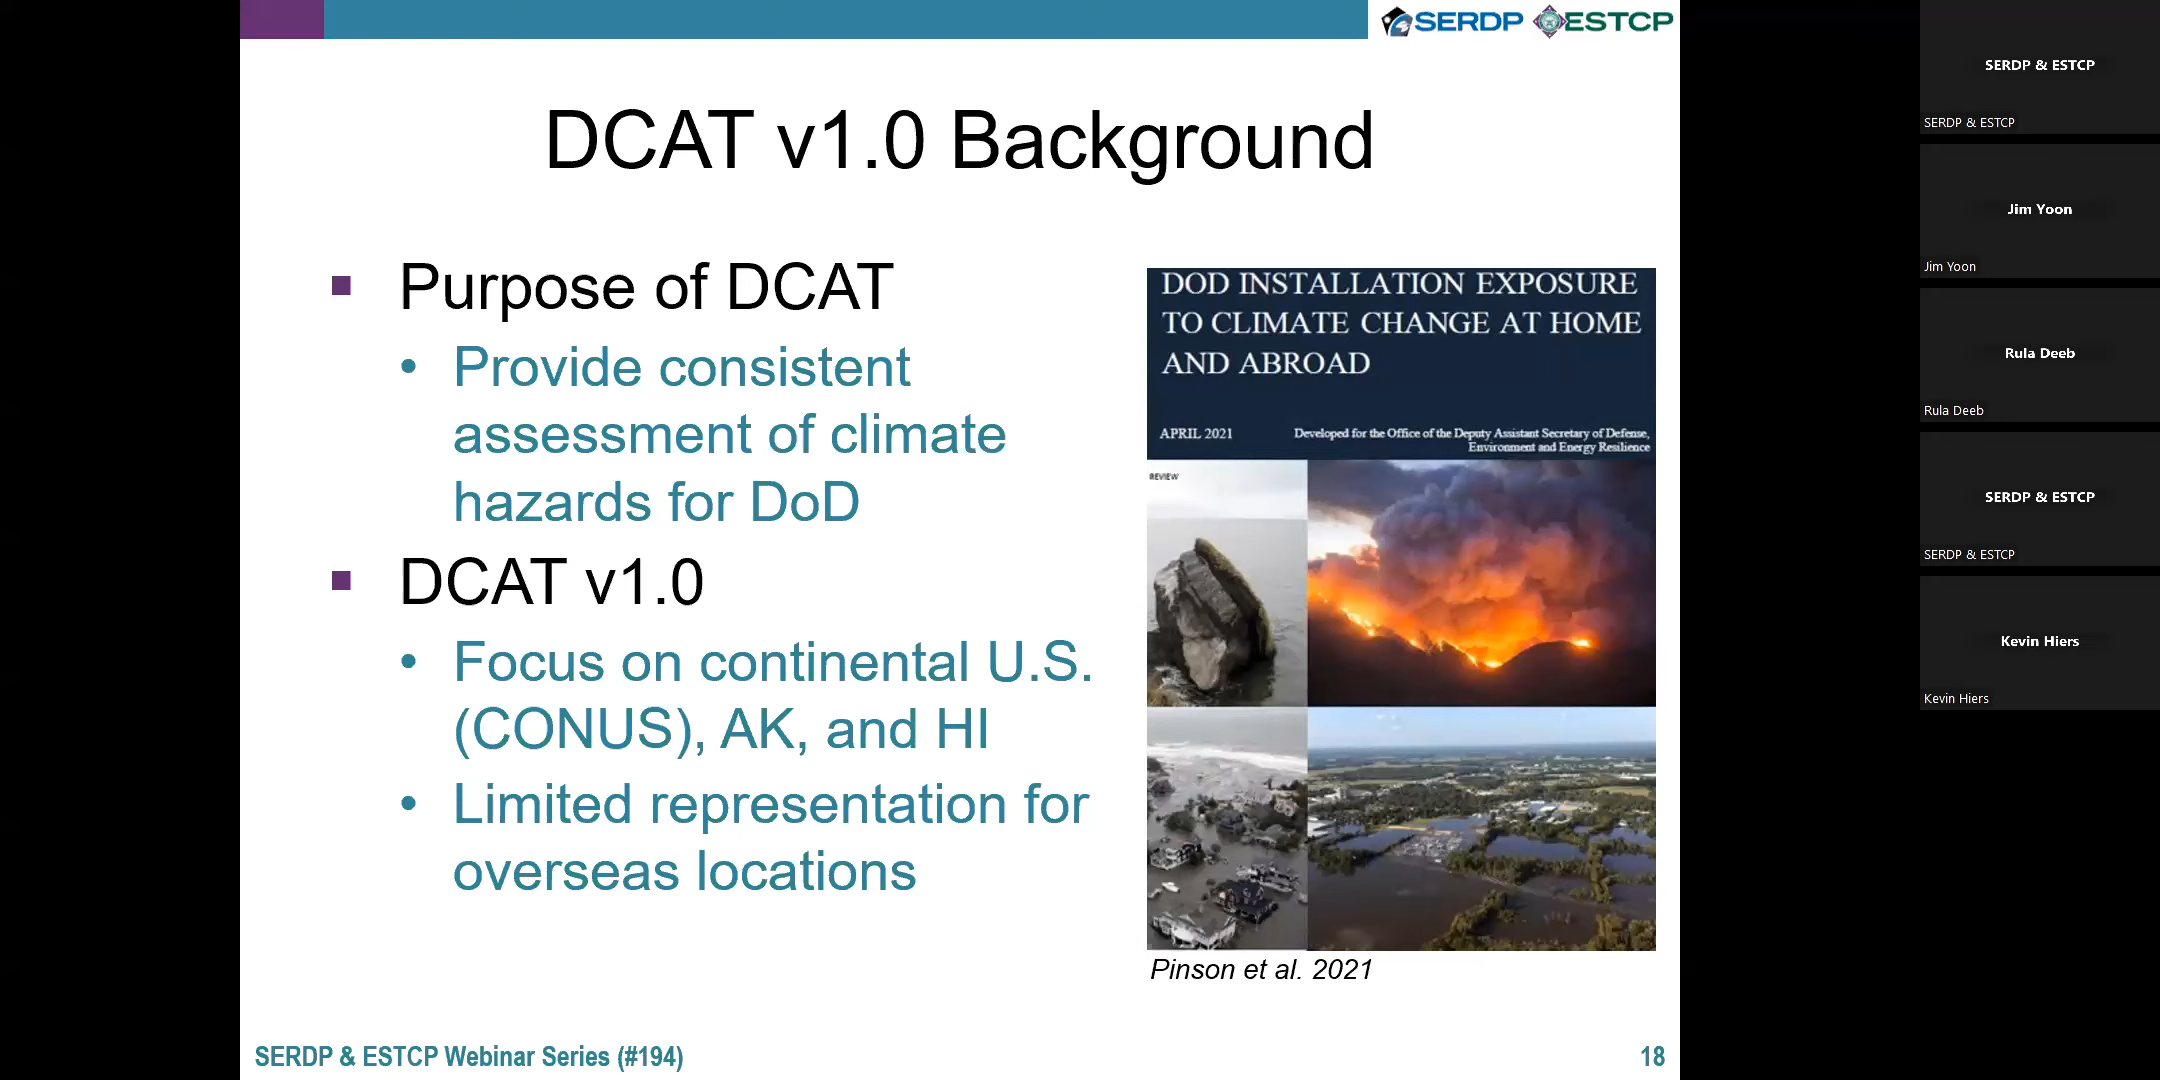 SERDP ESTCP
DCAT v1.0 Background
▪ Purpose of DCAT
• Provide consistent
assessment of climate
hazards for DoD
▪ DCAT v1.0
• Focus on continental U.S.
(CONUS), AK, and HI
• Limited representation for
overseas locations
DOD INSTALLATION EXPOSURE
TO CLIMATE CHANGE AT HOME
AND ABROAD
APRIL 2021
Developed for the Office of the Deputy Assistant Secretary of Defense,
Environment and Energy Resilience
REVIEW
Pinson et al. 2021
SERDP & ESTCP Webinar Series (#194)
18
SERDP & ESTCP
SERDP & ESTCP
Jim Yoon
Jim Yoon
Rula Deeb
Rula Deeb
SERDP & ESTCP
SERDP & ESTCP
Kevin Hiers
Kevin Hiers